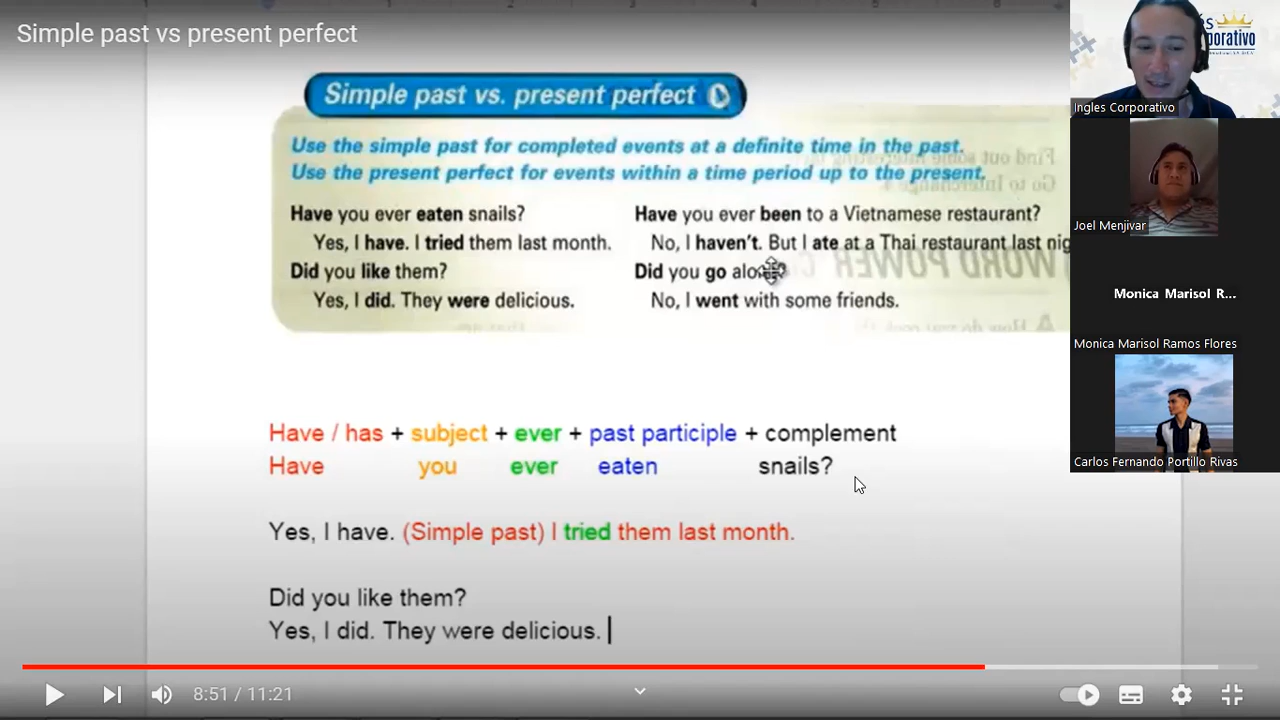 Simple past vs present perfect
Simple past vs. present perfect
Use the simple past for completed events at a definite time in the past.
Use the present perfect for events within a time period up to the present.
Have you ever eaten snails?
Yes, I have. I tried them last month.
Did you like them?
Yes, I did. They were delicious.
Have you ever been to a Vietnamese restaurant?
No, I haven't. But I ate at a Thai restaurant last nig
Did you go alone?
No, I went with some friends.
Have / has + subject + ever + past participle + complement
Have you ever eaten snails?
Yes, I have. (Simple past) I tried them last month.
Did you like them?
Yes, I did. They were delicious.
8:51 / 11:21
Ingles Corporativo
Joel Menjivar
Monica Marisol R...
Monica Marisol Ramos Flores
Carlos Fernando Portillo Rivas